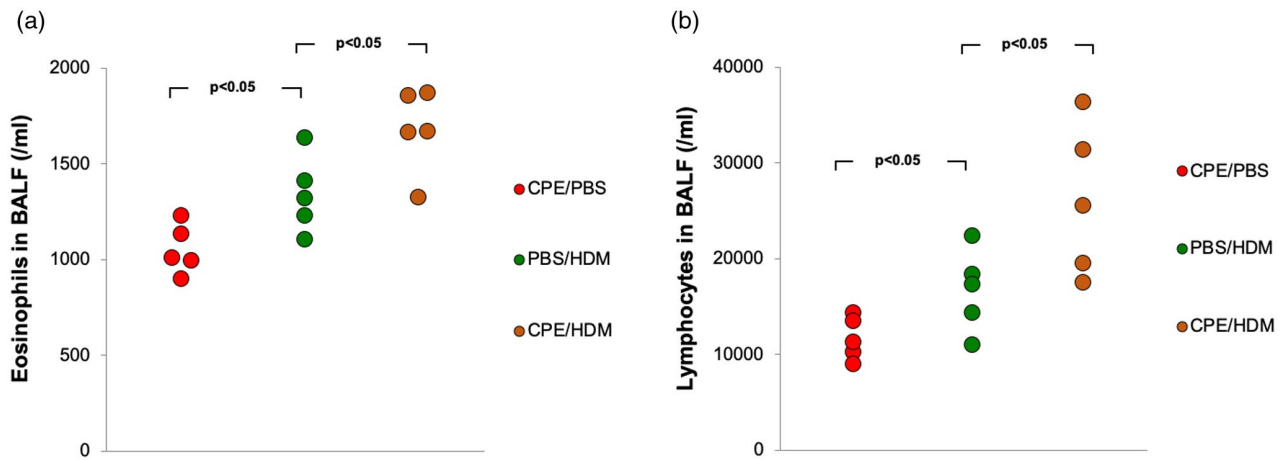 (a)
p<0.05
p<0.05
Eosinophils in BALF (/ml)
2000
1500
1000
500
0
CPE/PBS
PBS/HDM
CPE/HDM
(b)
p<0.05
p<0.05
Lymphocytes in BALF (/ml)
40000
30000
20000
10000
0
CPE/PBS
PBS/HDM
CPE/HDM